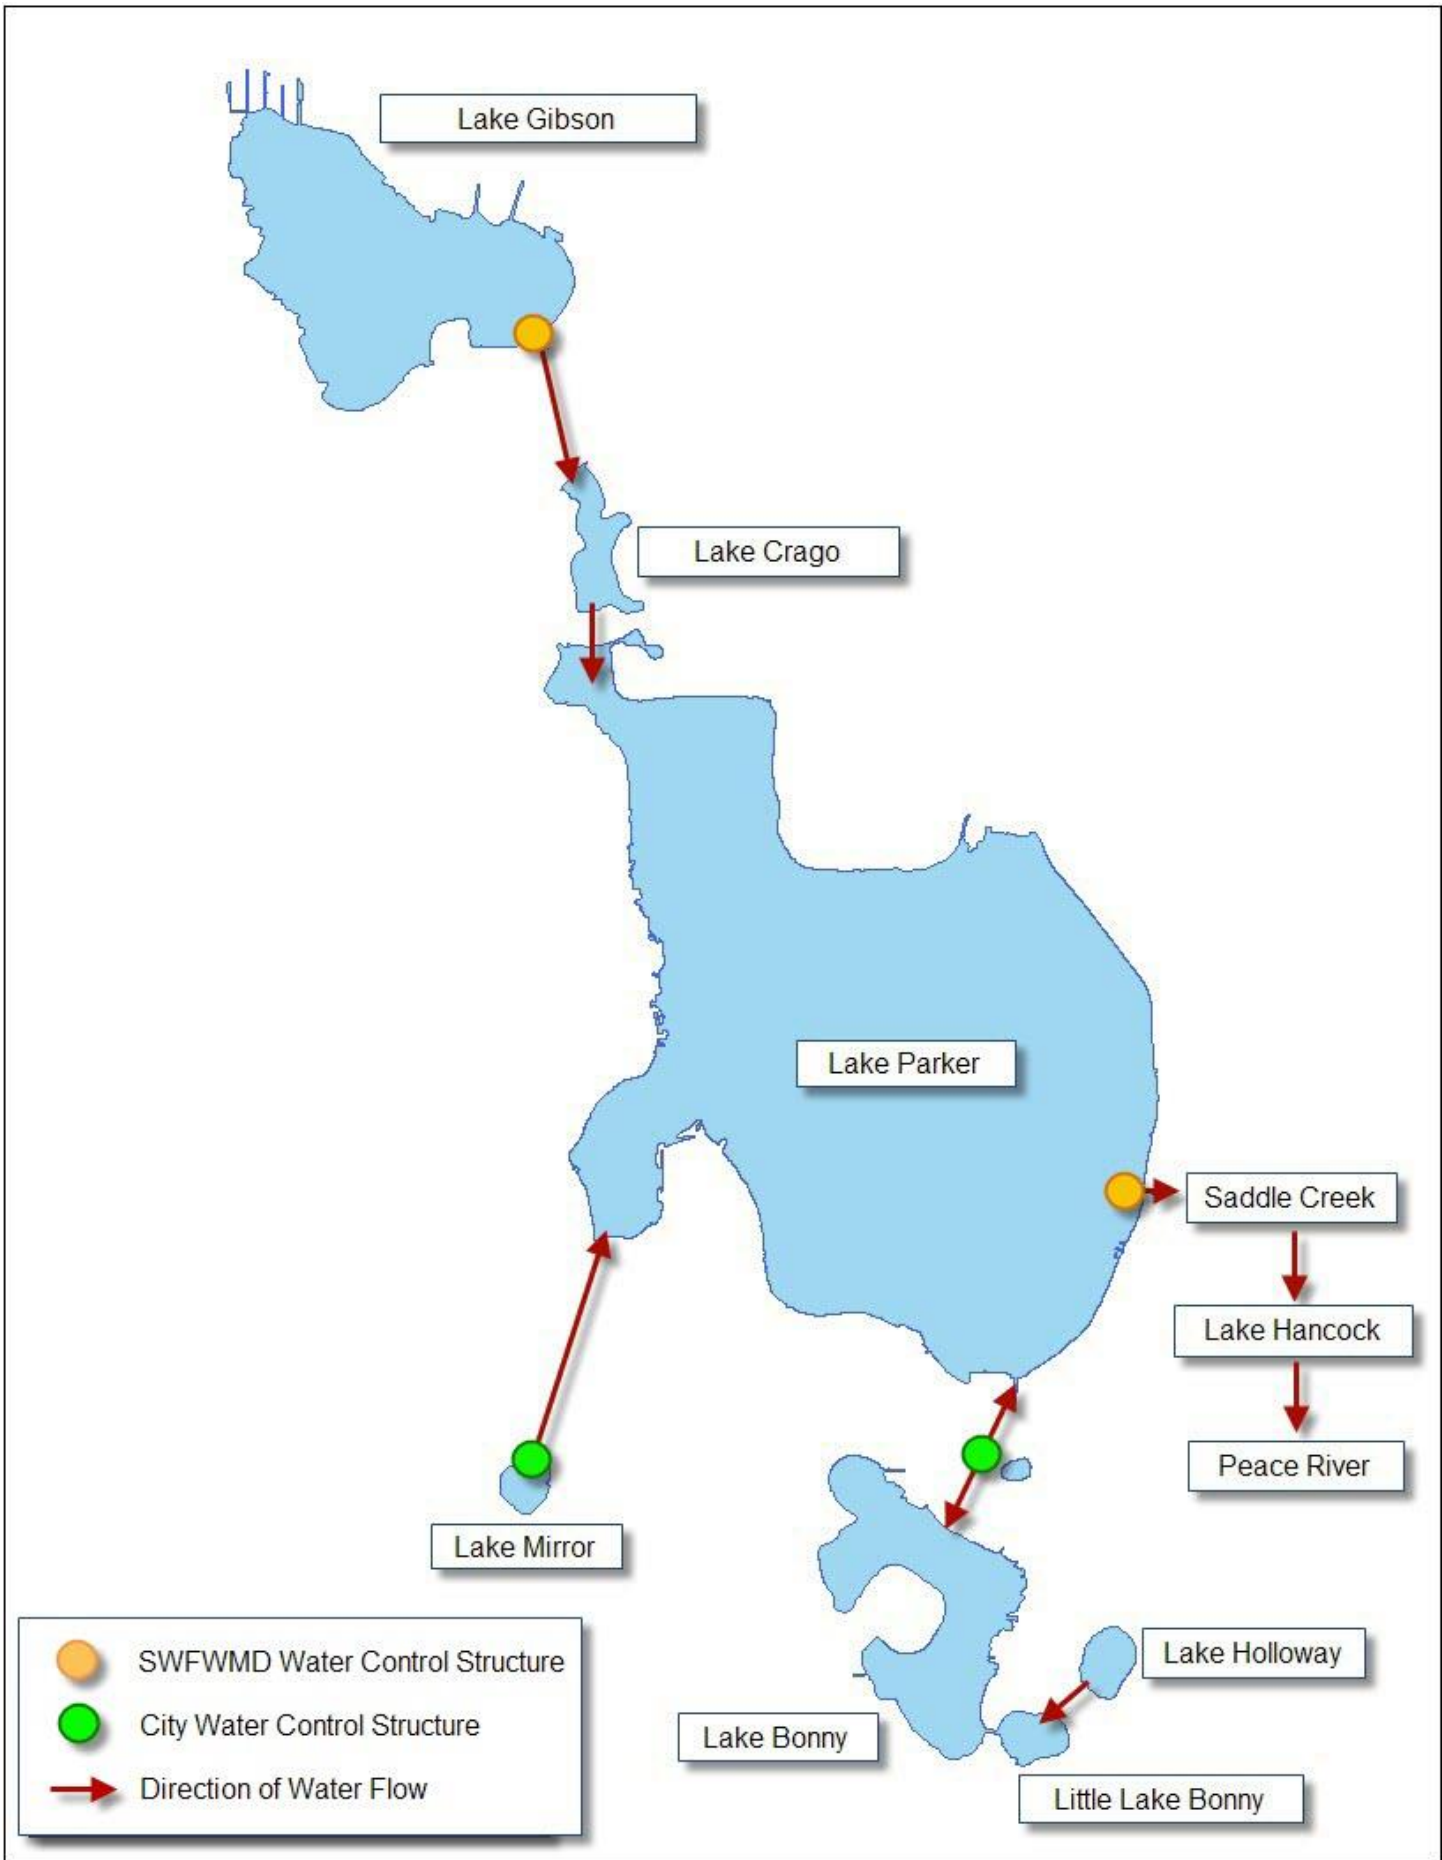 Lake Gibson
Lake Crago
Lake Parker
Saddle Creek
Lake Hancock
Peace River
Lake Mirror
Lake Holloway
Lake Bonny
Little Lake Bonny
SWFWMD Water Control Structure
City Water Control Structure
Direction of Water Flow